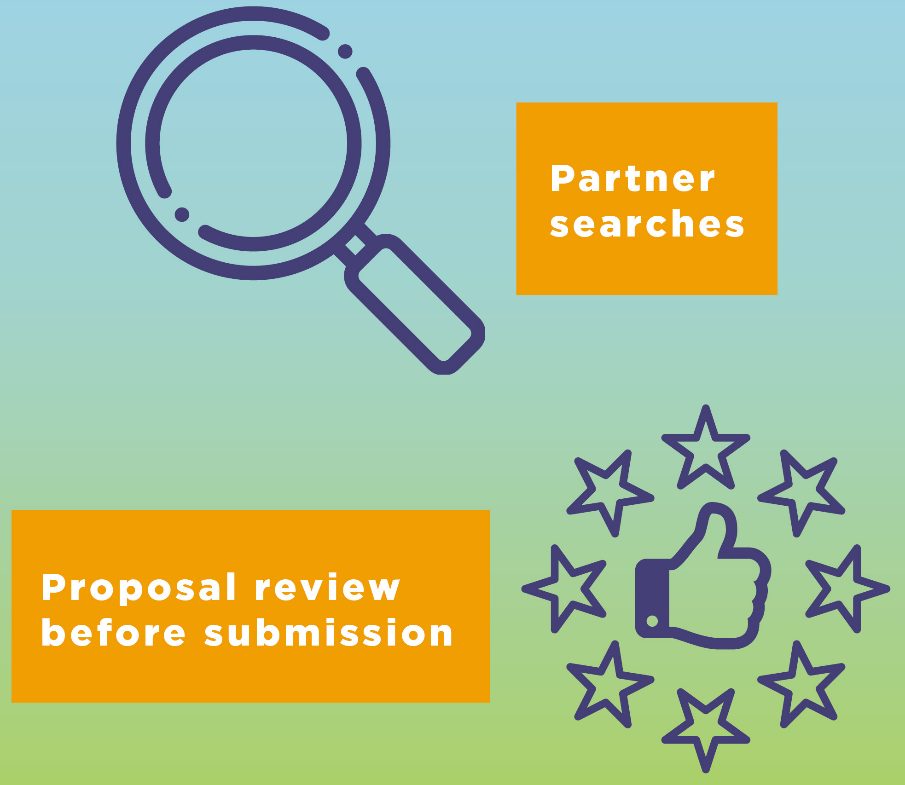 Partner
searches
Proposal review
before submission